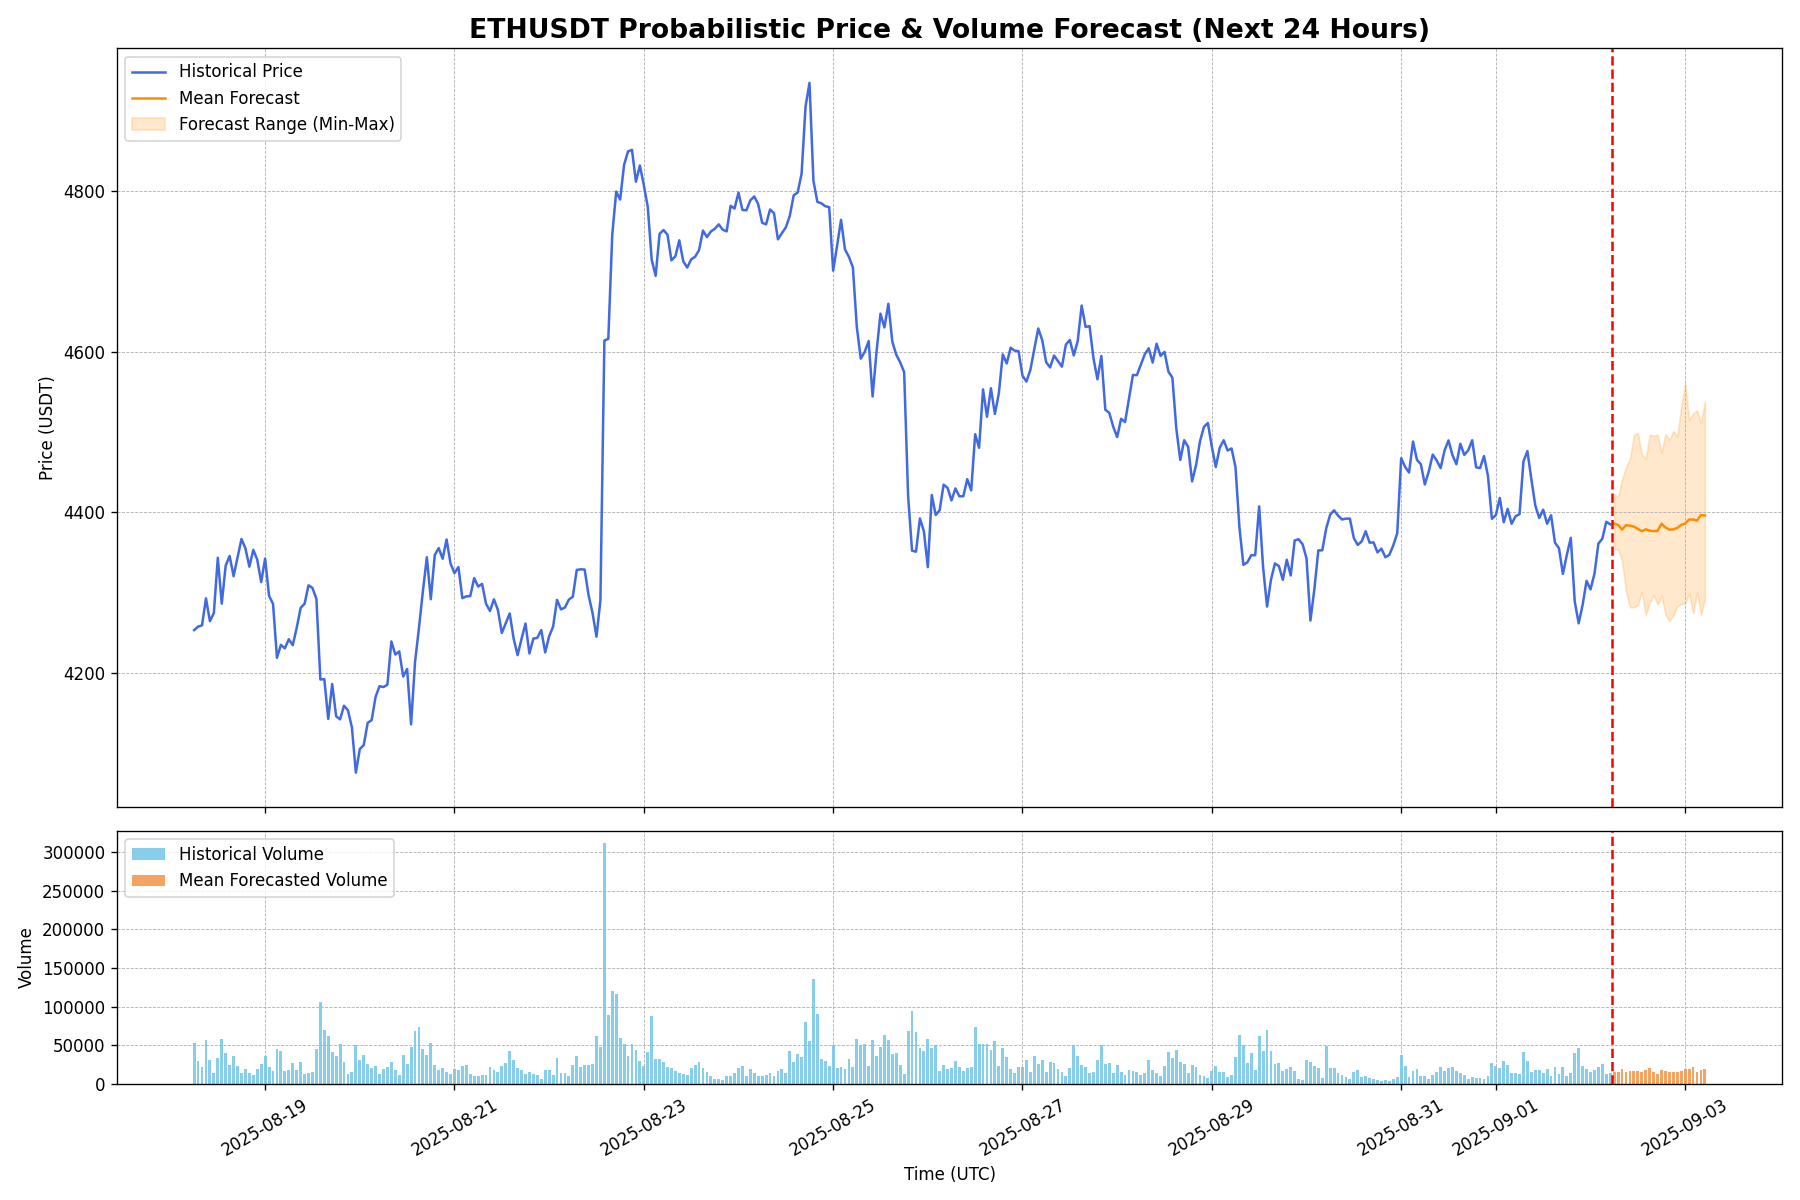 ETHUSDT Probabilistic Price & Volume Forecast (Next 24 Hours)
Historical Price
Mean Forecast
Forecast Range (Min-Max)
Price (USDT)
4800
4600
4400
4200
Historical Volume
Mean Forecasted Volume
Volume
300000
250000
200000
150000
100000
50000
0
2025-08-19
2025-08-21
2025-08-23
2025-08-25
2025-08-27
2025-08-29
2025-08-31
2025-09-01
2025-09-03
Time (UTC)